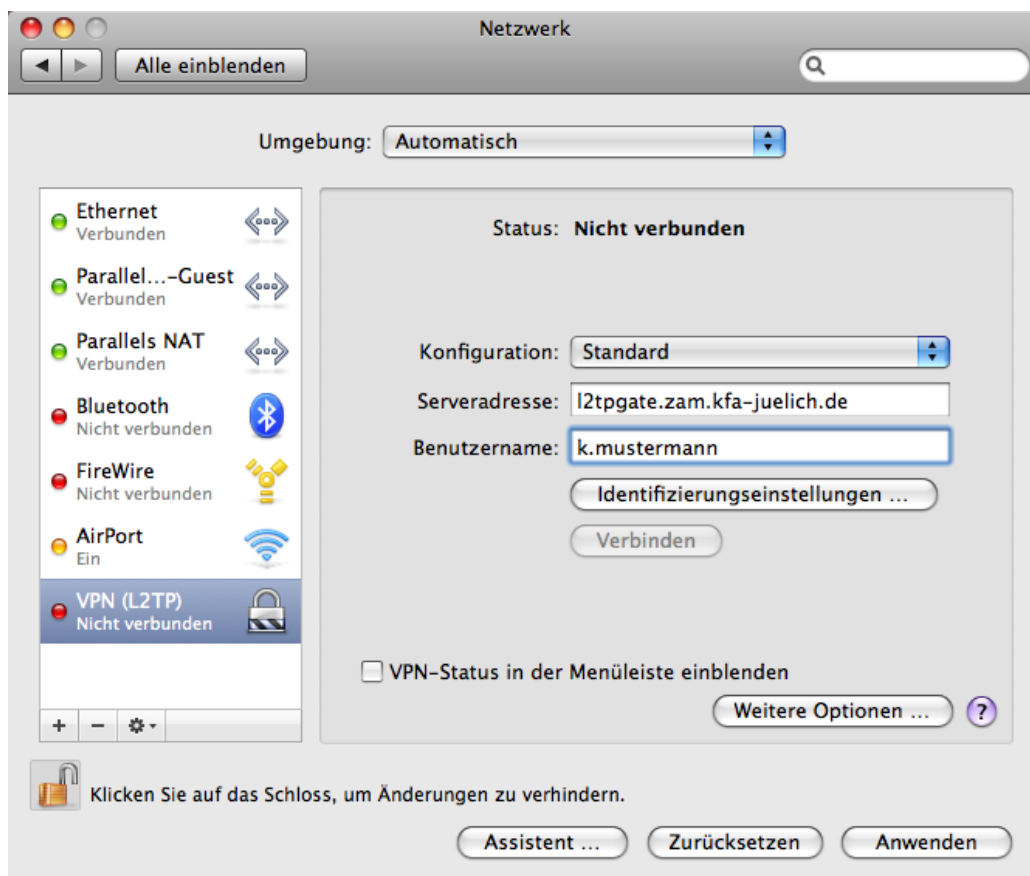 Netzwerk
Alle einblenden
Umgebung: Automatisch
Ethernet
Verbunden
Parallel...-Guest
Verbunden
Parallels NAT
Verbunden
Bluetooth
Nicht verbunden
FireWire
Nicht verbunden
AirPort
Ein
VPN (L2TP)
Nicht verbunden
Status: Nicht verbunden
Konfiguration: Standard
Serveradresse: l2tpgate.zam.kfa-juelich.de
Benutzername: k.mustermann
Identifizierungseinstellungen ...
Verbinden
VPN-Status in der Menüleiste einblenden
Weitere Optionen ... ?
Klicken Sie auf das Schloss, um Änderungen zu verhindern.
Assistent ... Zurücksetzen Anwenden